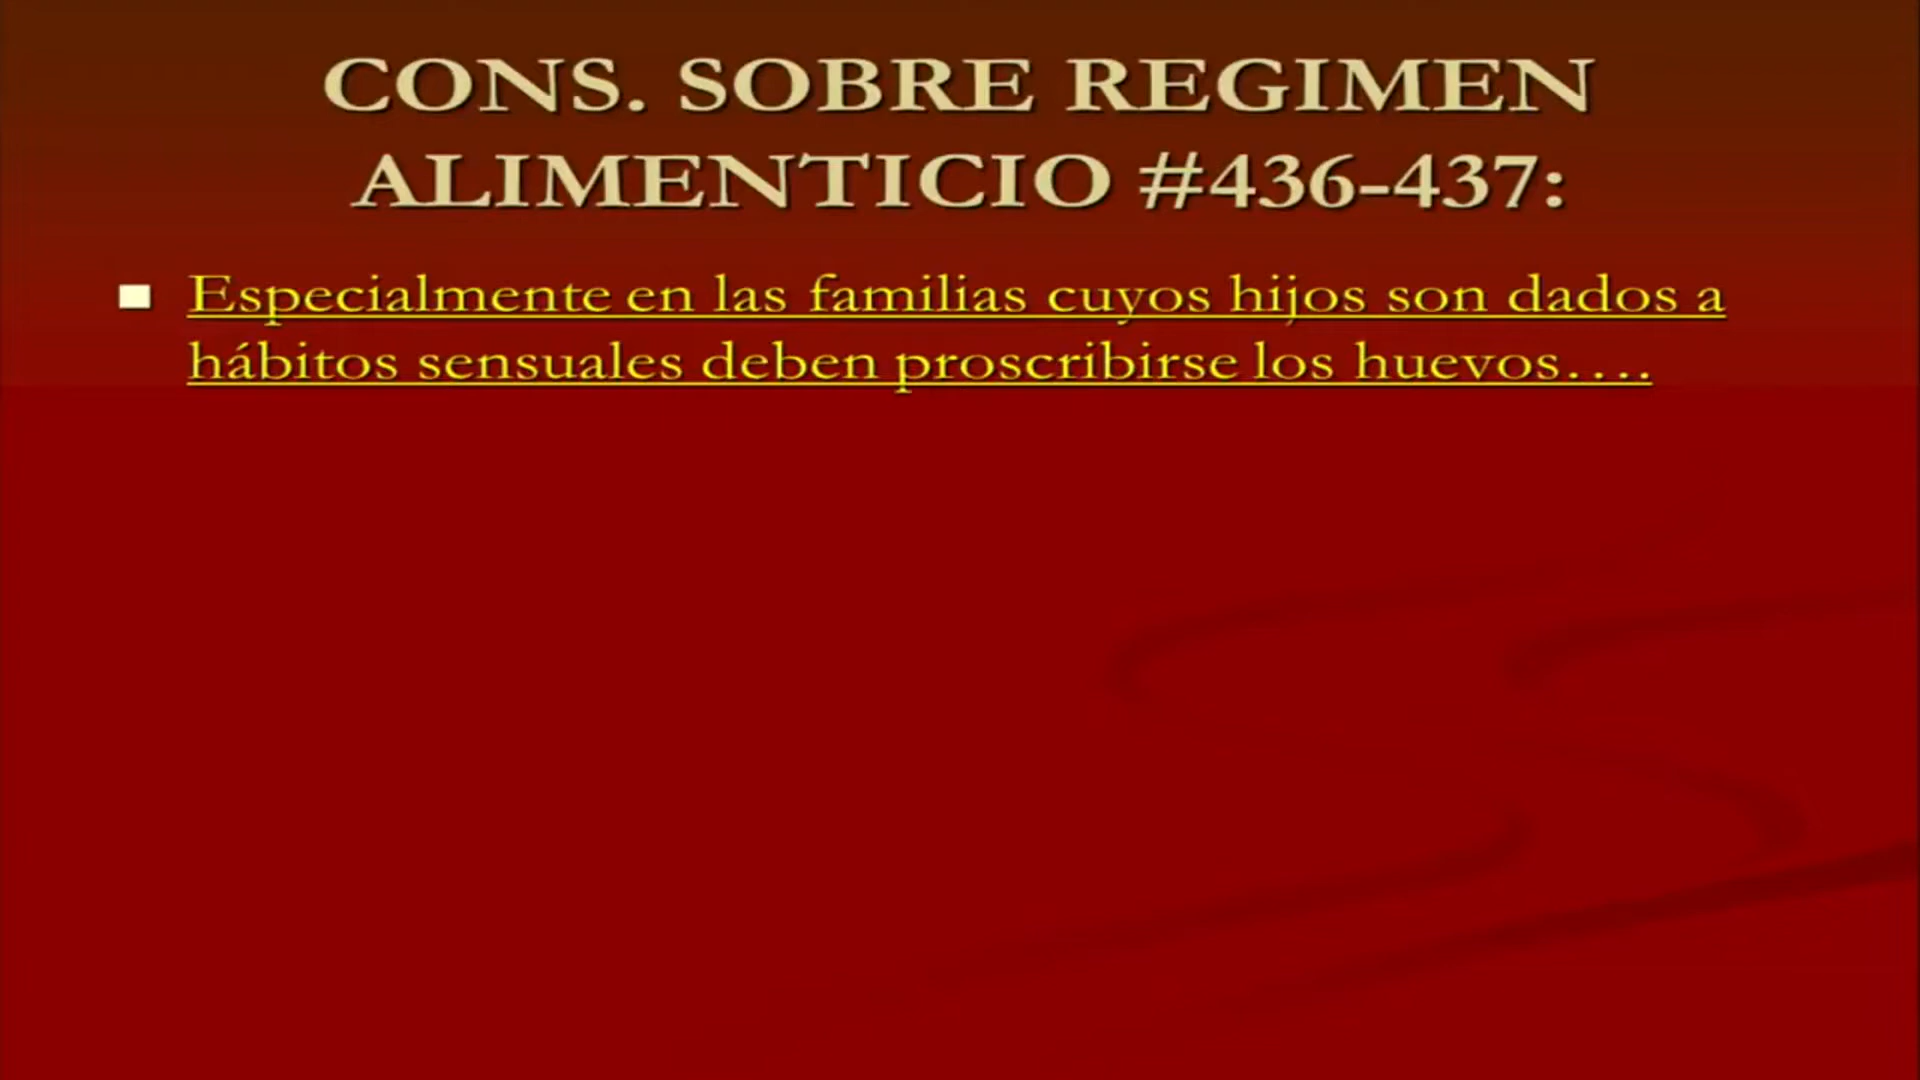 CONS. SOBRE REGIMEN
ALIMENTICIO #436-437:
Especialmente en las familias cuyos hijos son dados a
hábitos sensuales deben proscribirse los huevos….